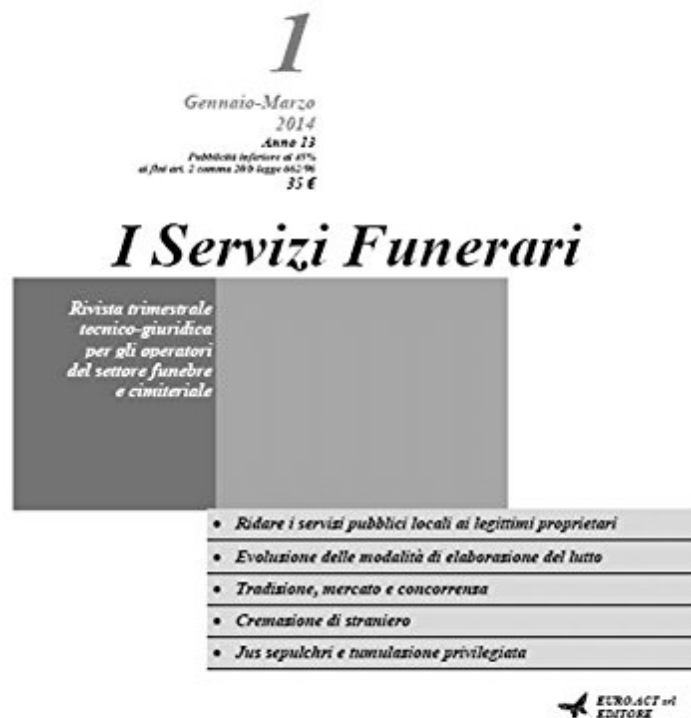 1
Gennaio-Marzo
2014
Anno 13
Pubblicità inferiore al 45%
ai fini art. 2 comma 20/b legge 662/96
35 €
I Servizi Funerari
Rivista trimestrale
tecnico-giuridica
per gli operatori
del settore funebre
e cimiteriale
• Ridare i servizi pubblici locali ai legittimi proprietari
• Evoluzione delle modalità di elaborazione del lutto
• Tradizione, mercato e concorrenza
• Cremazione di straniero
• Jus sepulchri e tumulazione privilegiata
EURO.ACT srl
EDITORE